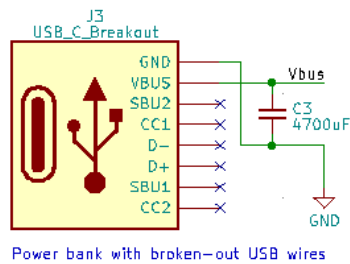 J3
USB_C_Breakout
GND
VBUS
SBU2
CC1
D-
D+
SBU1
CC2
Vbus
C3
4700uF
GND
Power bank with broken-out USB wires